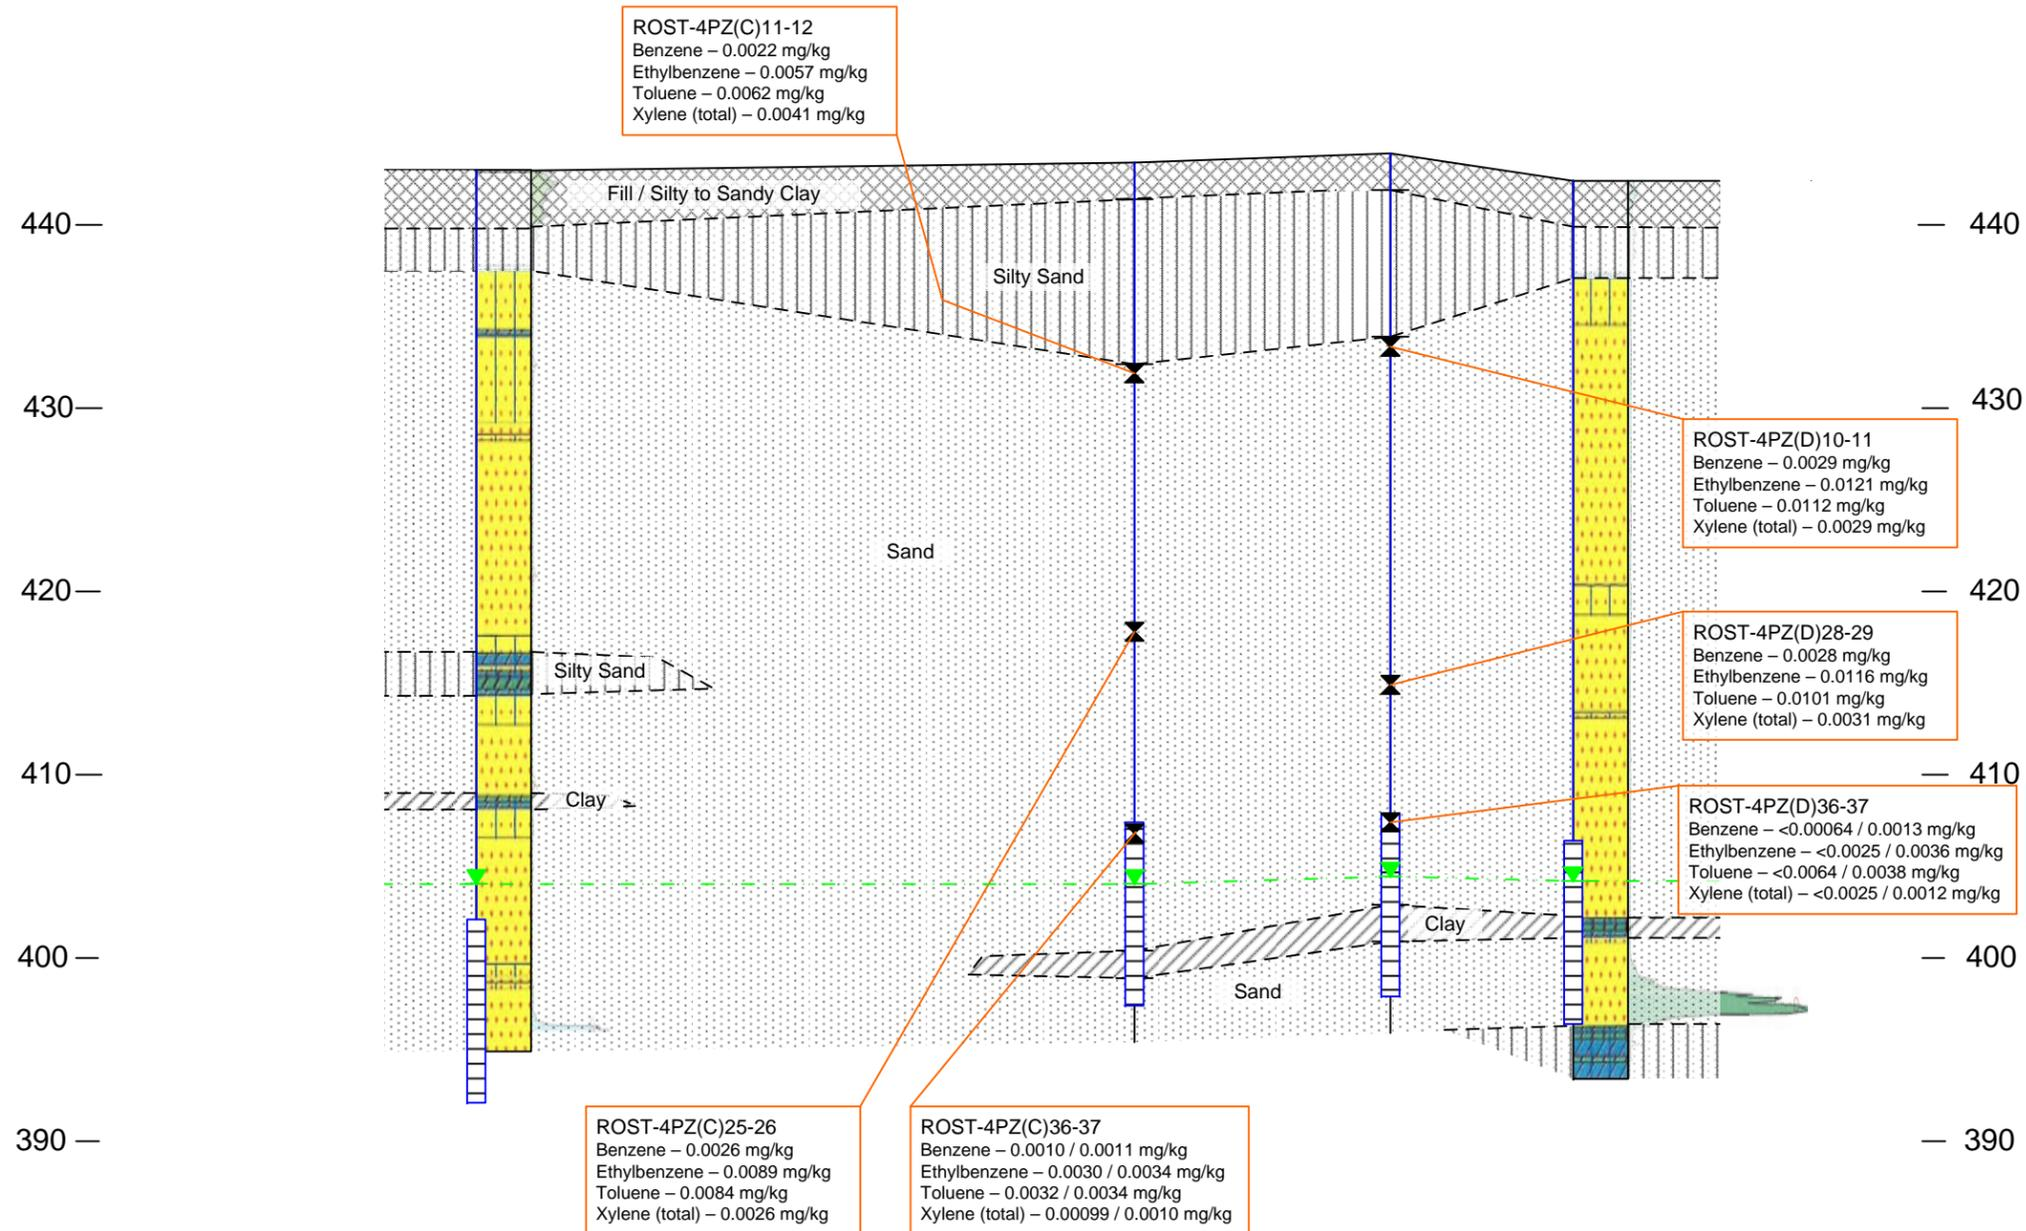 ROST-4PZ(C)11-12
Benzene – 0.0022 mg/kg
Ethylbenzene – 0.0057 mg/kg
Toluene – 0.0062 mg/kg
Xylene (total) – 0.0041 mg/kg
Fill / Silty to Sandy Clay
440
440
Silty Sand
430
430
ROST-4PZ(D)10-11
Benzene – 0.0029 mg/kg
Ethylbenzene – 0.0121 mg/kg
Toluene – 0.0112 mg/kg
Xylene (total) – 0.0029 mg/kg
Sand
420
420
ROST-4PZ(D)28-29
Benzene – 0.0028 mg/kg
Ethylbenzene – 0.0116 mg/kg
Toluene – 0.0101 mg/kg
Xylene (total) – 0.0031 mg/kg
Silty Sand
410
410
Clay
ROST-4PZ(D)36-37
Benzene – <0.00064 / 0.0013 mg/kg
Ethylbenzene – <0.0025 / 0.0036 mg/kg
Toluene – <0.0064 / 0.0038 mg/kg
Xylene (total) – <0.0025 / 0.0012 mg/kg
Clay
400
400
Sand
390
390
ROST-4PZ(C)25-26
Benzene – 0.0026 mg/kg
Ethylbenzene – 0.0089 mg/kg
Toluene – 0.0084 mg/kg
Xylene (total) – 0.0026 mg/kg
ROST-4PZ(C)36-37
Benzene – 0.0010 / 0.0011 mg/kg
Ethylbenzene – 0.0030 / 0.0034 mg/kg
Toluene – 0.0032 / 0.0034 mg/kg
Xylene (total) – 0.00099 / 0.0010 mg/kg